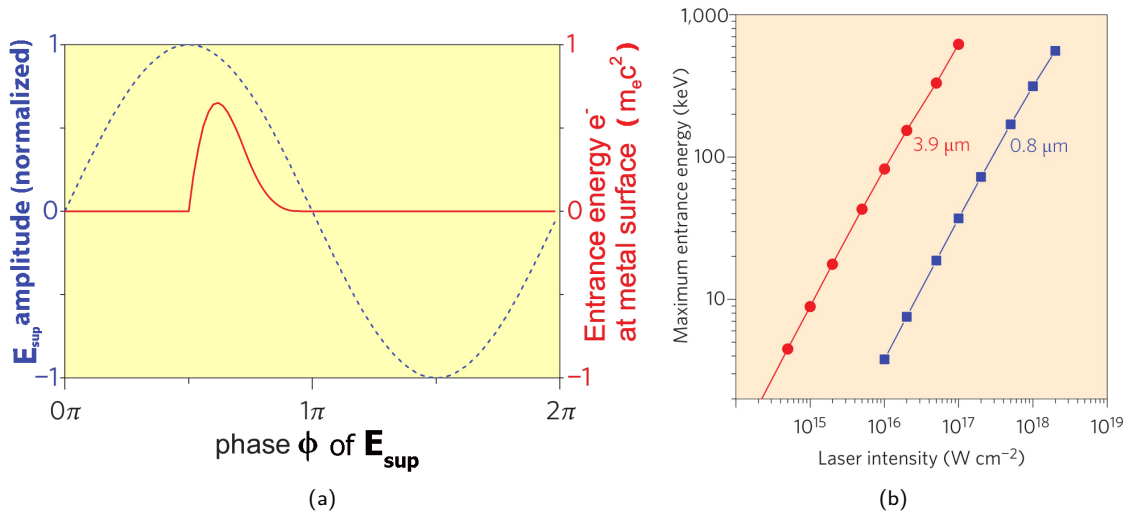 E_sup amplitude (normalized)
1
0
−1
0π
1π
2π
phase ϕ of E_sup
1
0
−1
Entrance energy e⁻
at metal surface (m_e c²)
(a)
Maximum entrance energy (keV)
1,000
100
10
3.9 µm
0.8 µm
10¹⁵
10¹⁶
10¹⁷
10¹⁸
10¹⁹
Laser intensity (W cm⁻²)
(b)